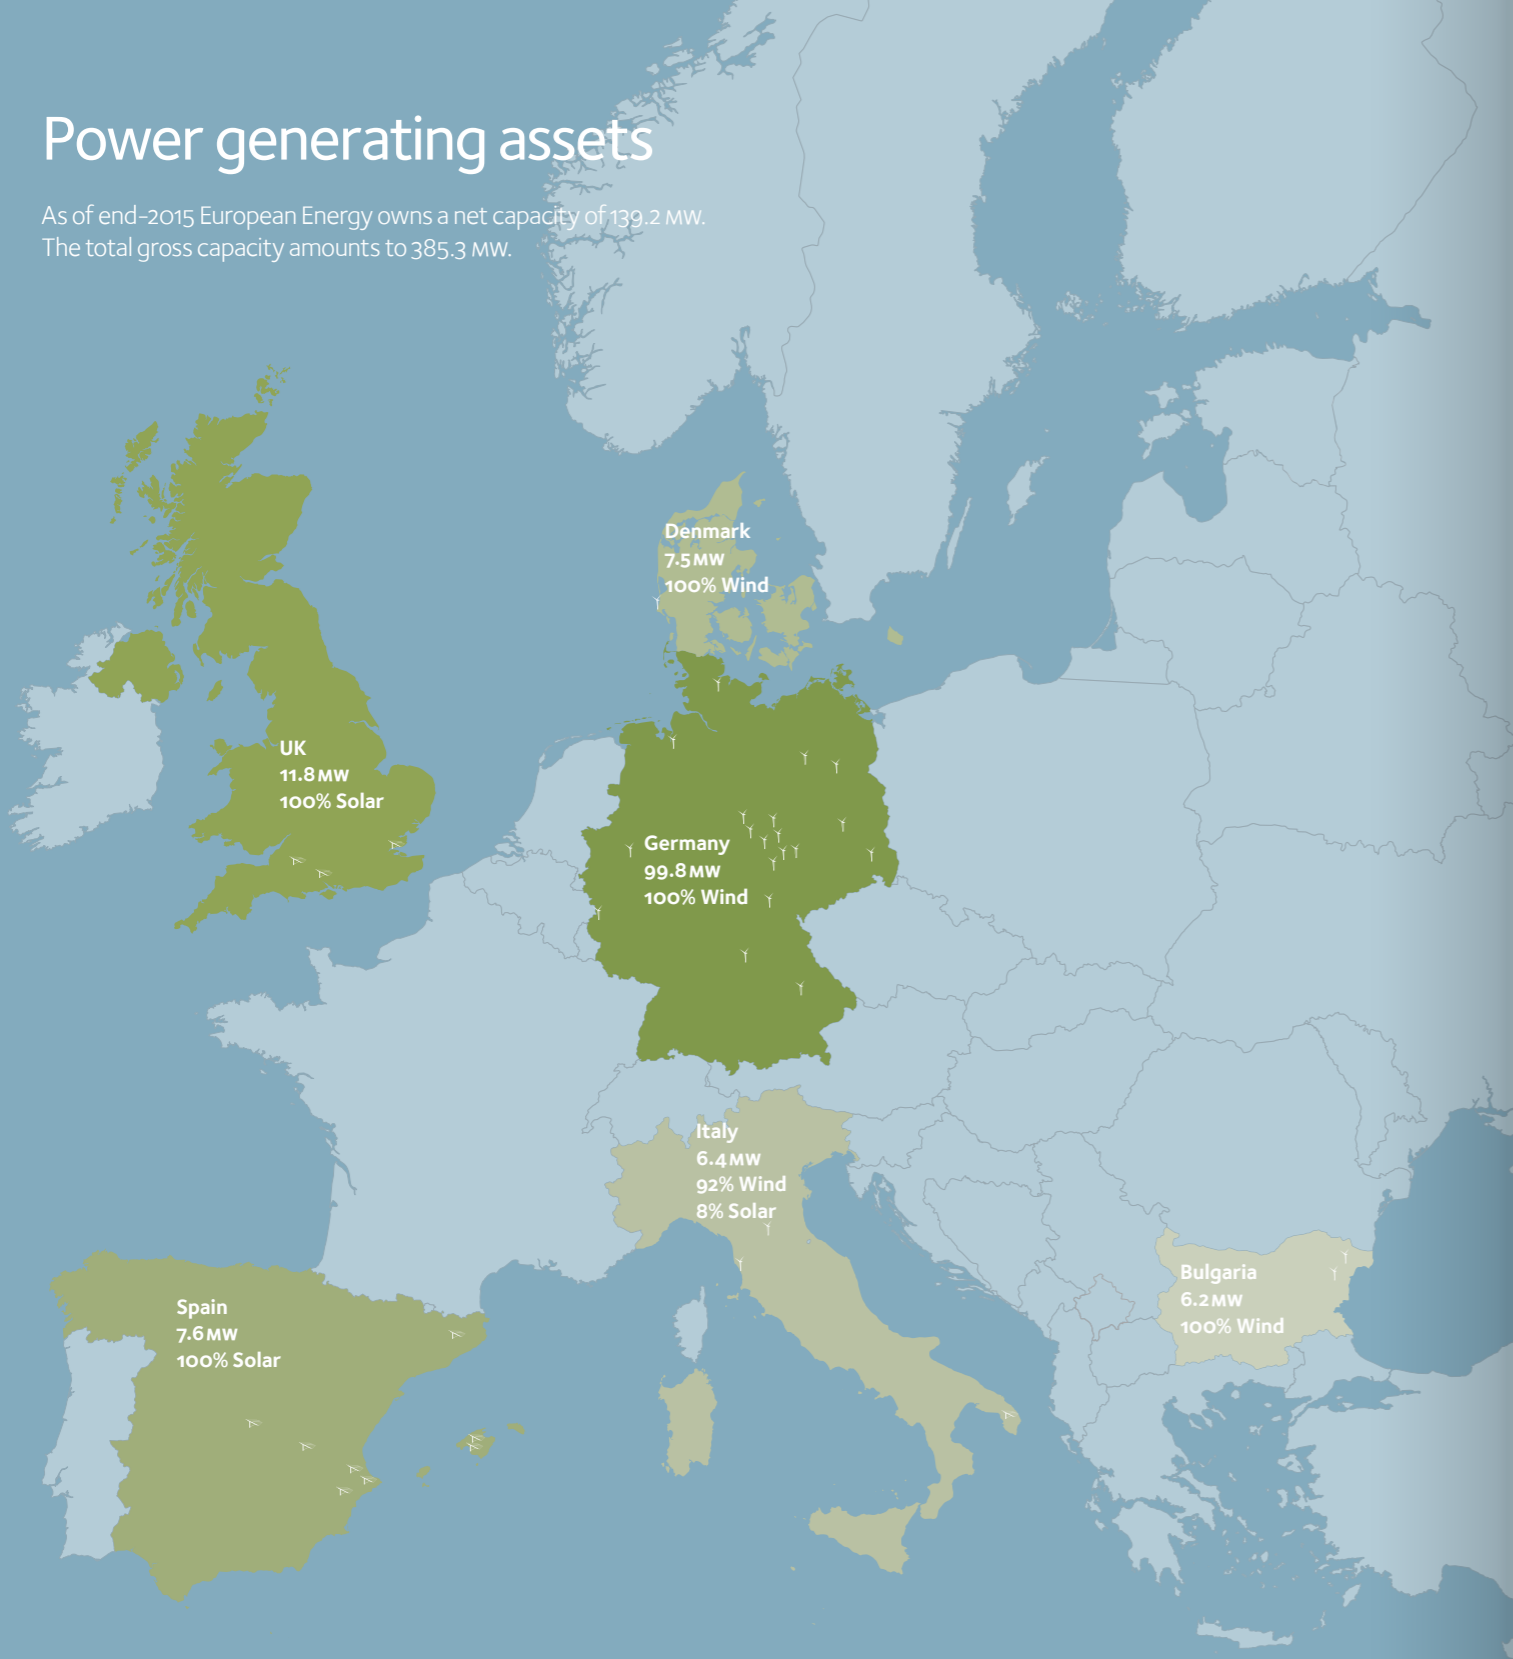 Power generating assets
As of end-2015 European Energy owns a net capacity of 139.2 MW.
The total gross capacity amounts to 385.3 MW.
Denmark
7.5 MW
100% Wind
UK
11.8 MW
100% Solar
Germany
99.8 MW
100% Wind
Italy
6.4 MW
92% Wind
8% Solar
Bulgaria
6.2 MW
100% Wind
Spain
7.6 MW
100% Solar